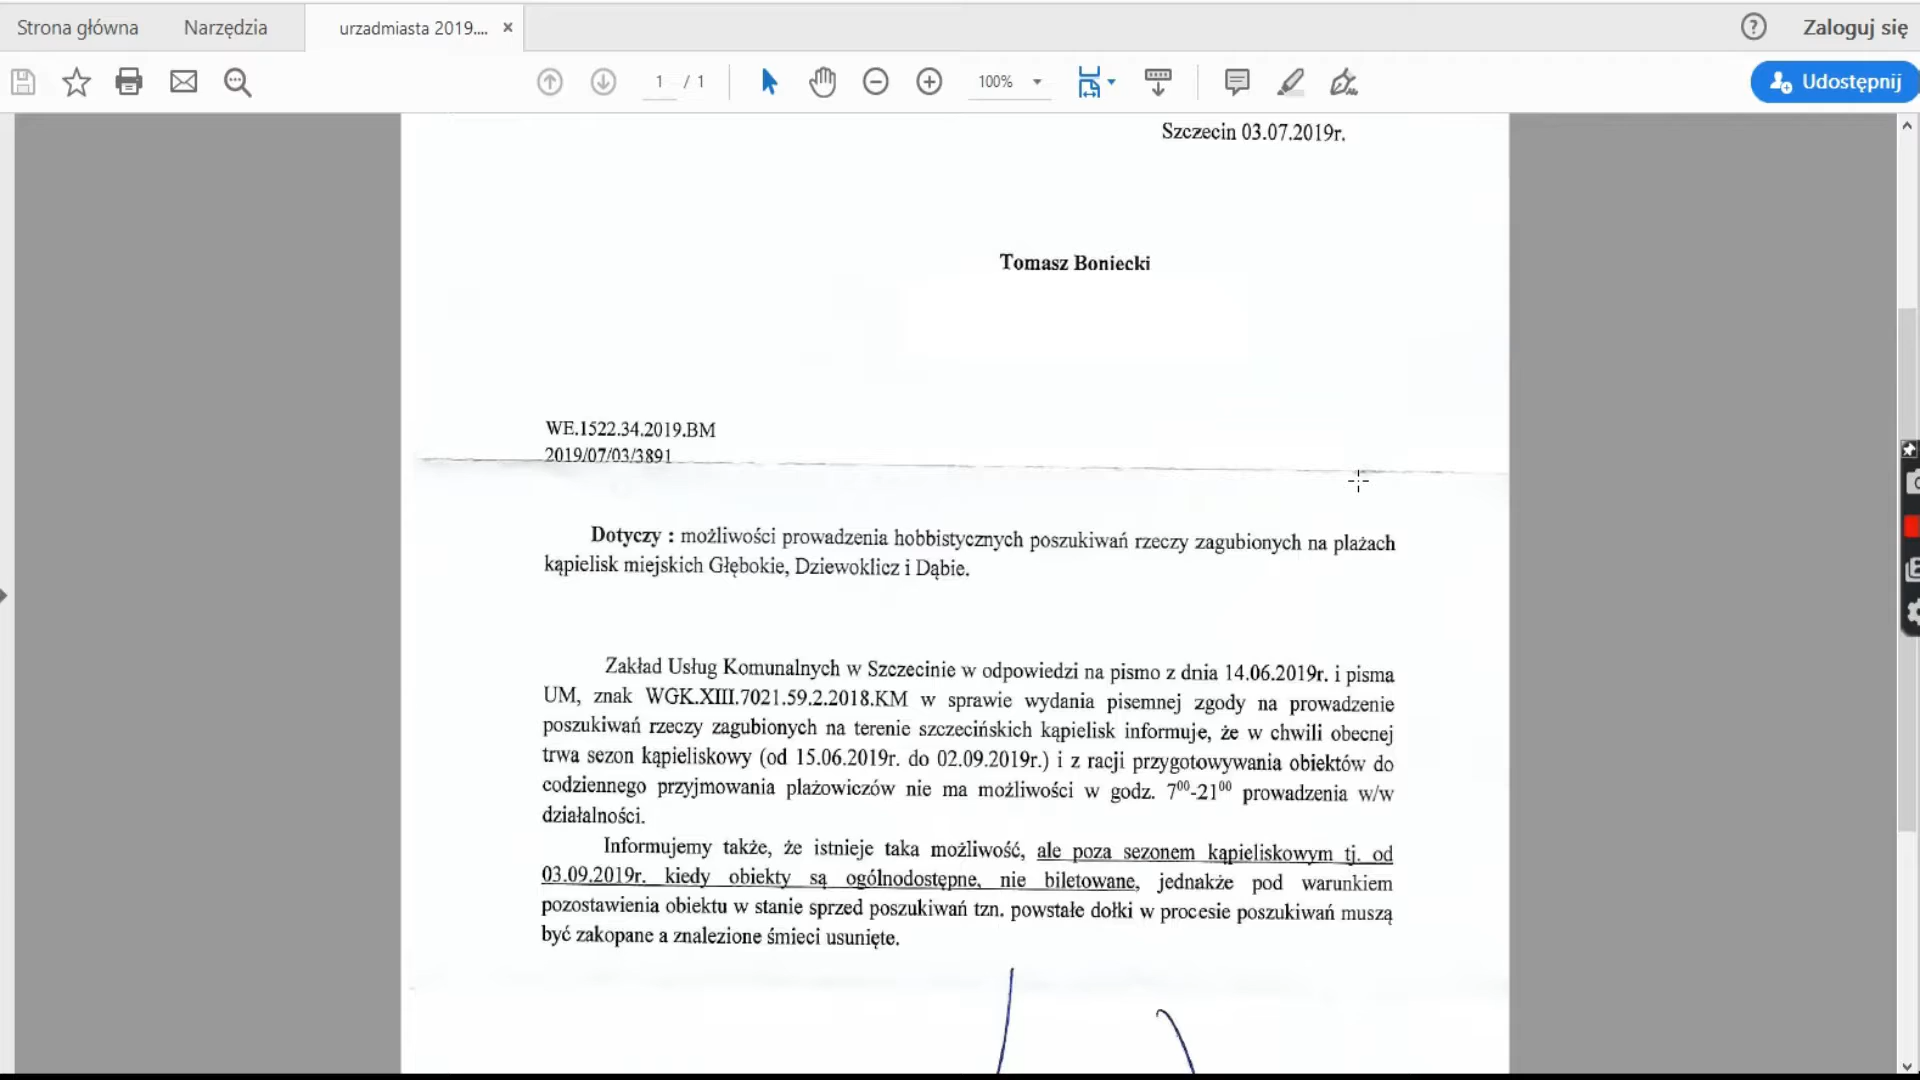 Strona główna
Narzędzia
urzadmiasta 2019....
Zaloguj się
1 / 1
100%
Udostępnij
Szczecin 03.07.2019r.
Tomasz Boniecki
WE.1522.34.2019.BM
2019/07/03/3891
Dotyczy : możliwości prowadzenia hobbistycznych poszukiwań rzeczy zagubionych na plażach
kąpielisk miejskich Głębokie, Dziewoklicz i Dąbie.
Zakład Usług Komunalnych w Szczecinie w odpowiedzi na pismo z dnia 14.06.2019r. i pisma
UM, znak WGK.XIII.7021.59.2.2018.KM w sprawie wydania pisemnej zgody na prowadzenie
poszukiwań rzeczy zagubionych na terenie szczecińskich kąpielisk informuje, że w chwili obecnej
trwa sezon kąpieliskowy (od 15.06.2019r. do 02.09.2019r.) i z racji przygotowywania obiektów do
codziennego przyjmowania plażowiczów nie ma możliwości w godz. 7⁰⁰-21⁰⁰ prowadzenia w/w
działalności.
Informujemy także, że istnieje taka możliwość, ale poza sezonem kąpieliskowym tj. od
03.09.2019r. kiedy obiekty są ogólnodostępne, nie biletowane, jednakże pod warunkiem
pozostawienia obiektu w stanie sprzed poszukiwań tzn. powstałe dołki w procesie poszukiwań muszą
być zakopane a znalezione śmieci usunięte.